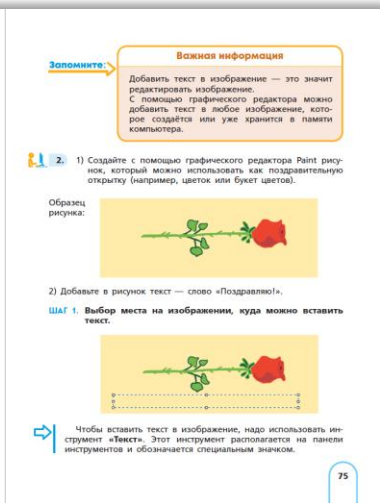 Важная информация
Запомните:
Добавить текст в изображение — это значит
редактировать изображение.
С помощью графического редактора можно
добавить текст в любое изображение, кото-
рое создаётся или уже хранится в памяти
компьютера.
2. 1) Создайте с помощью графического редактора Paint рису-
нок, который можно использовать как поздравительную
открытку (например, цветок или букет цветов).
Образец
рисунка:
2) Добавьте в рисунок текст — слово «Поздравляю!».
ШАГ 1. Выбор места на изображении, куда можно вставить
текст.
Чтобы вставить текст в изображение, надо использовать ин-
струмент «Текст». Этот инструмент располагается на панели
инструментов и обозначается специальным значком.
75